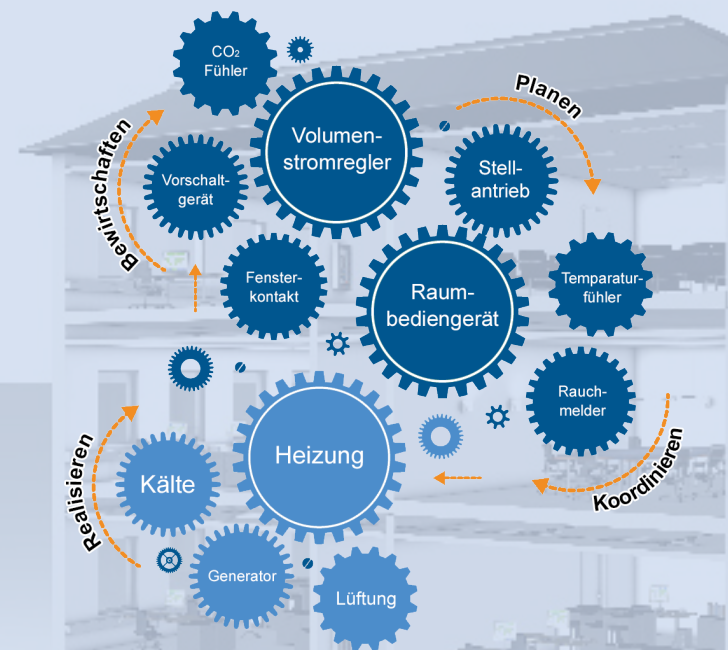 CO₂
Fühler
Volumen-
stromregler
Planen
Stell-
antrieb
Bewirtschaften
Vorschalt-
gerät
Fenster-
kontakt
Raum-
bediengerät
Temparatur-
fühler
Rauch-
melder
Koordinieren
Heizung
Realisieren
Kälte
Generator
Lüftung